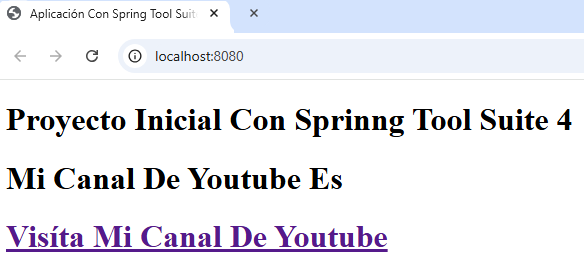 Aplicación Con Spring Tool Suit
localhost:8080
Proyecto Inicial Con Sprinng Tool Suite 4
Mi Canal De Youtube Es
Visíta Mi Canal De Youtube